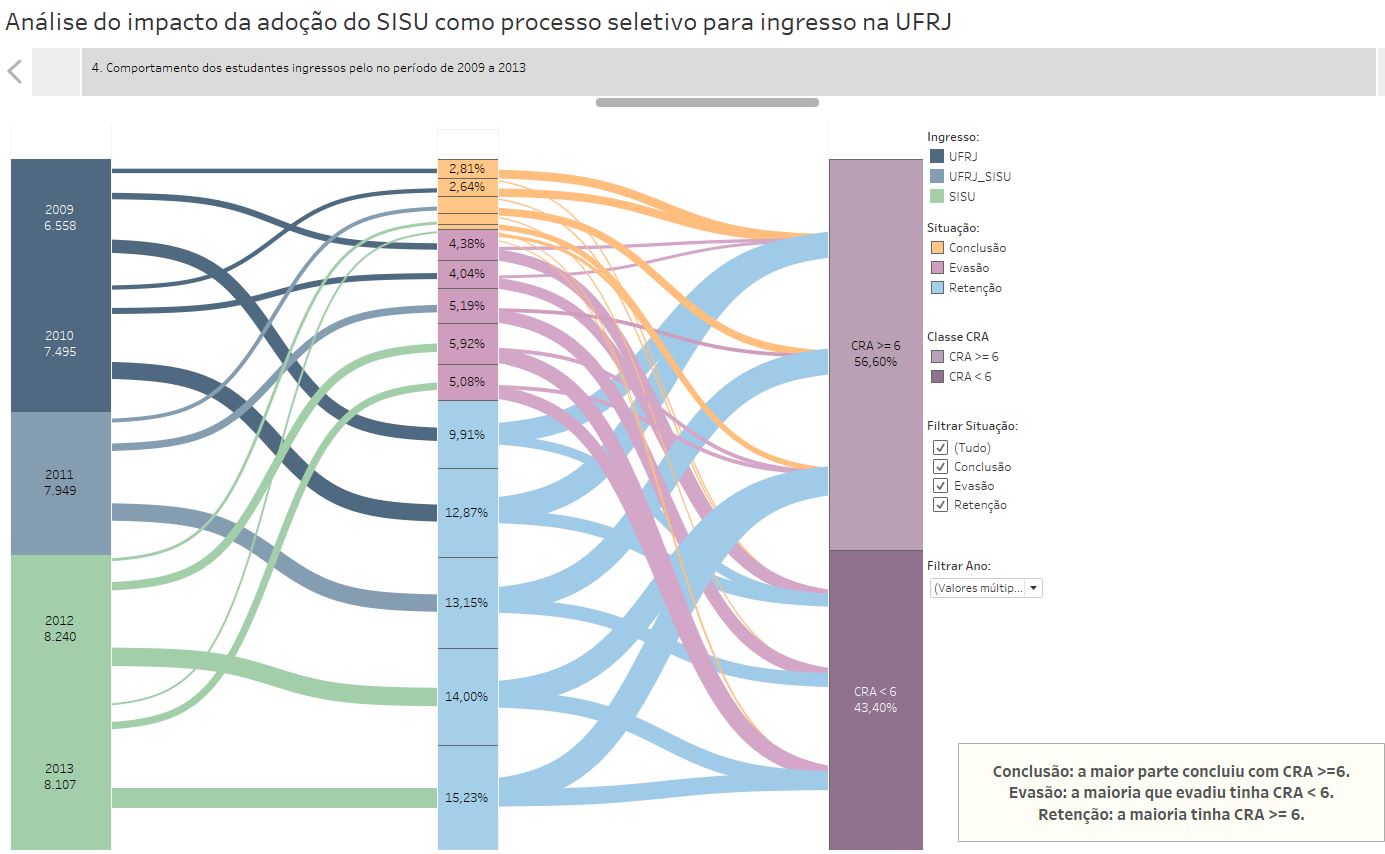 Análise do impacto da adoção do SISU como processo seletivo para ingresso na UFRJ
4. Comportamento dos estudantes ingressos pelo no período de 2009 a 2013
2009
6.558
2010
7.495
2011
7.949
2012
8.240
2013
8.107
2,81%
2,64%
4,38%
4,04%
5,19%
5,92%
5,08%
9,91%
12,87%
13,15%
14,00%
15,23%
CRA >= 6
56,60%
CRA < 6
43,40%
Ingresso:
UFRJ
UFRJ_SISU
SISU
Situação:
Conclusão
Evasão
Retenção
Classe CRA
CRA >= 6
CRA < 6
Filtrar Situação:
(Tudo)
Conclusão
Evasão
Retenção
Filtrar Ano:
(Valores múltip...
Conclusão: a maior parte concluiu com CRA >=6.
Evasão: a maioria que evadiu tinha CRA < 6.
Retenção: a maioria tinha CRA >= 6.